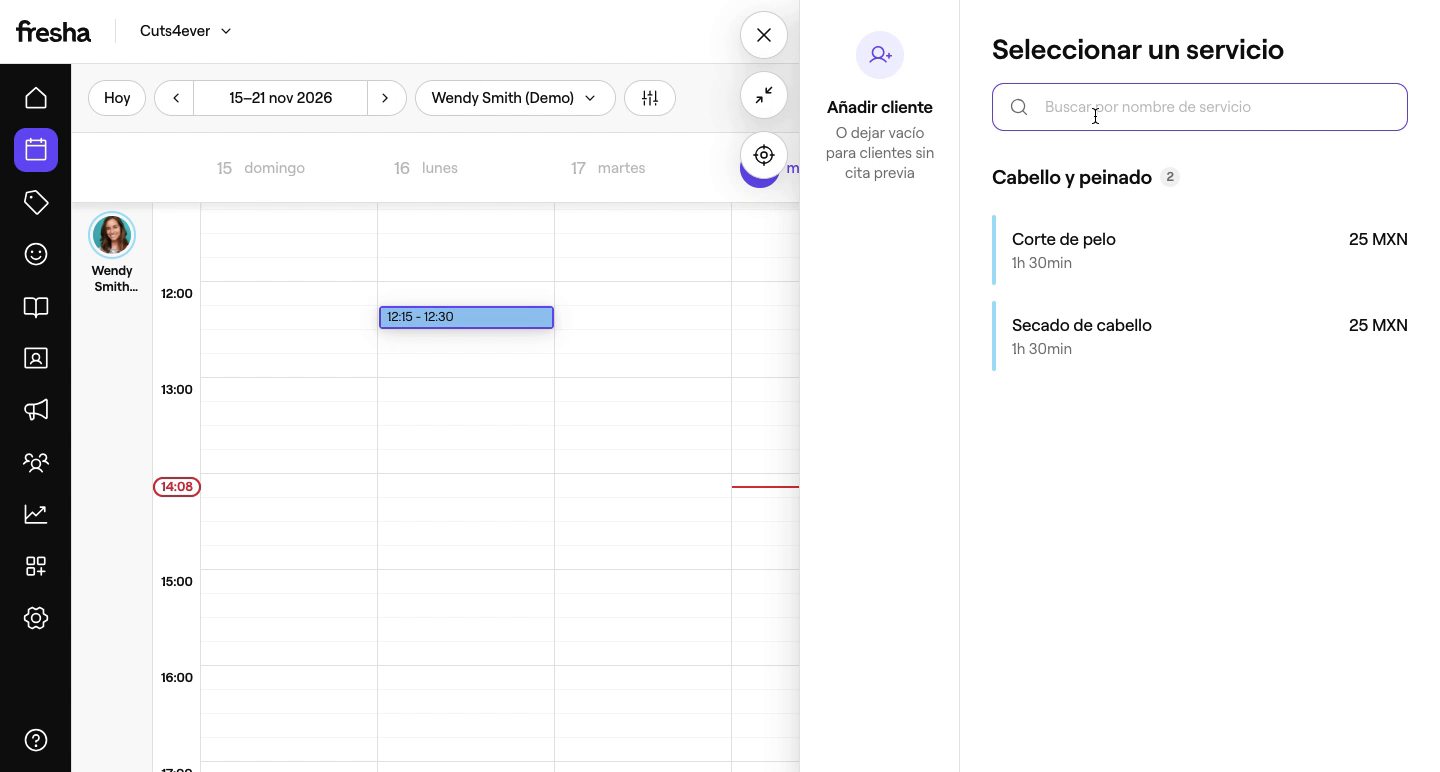 fresha
Cuts4ever
Hoy
15–21 nov 2026
Wendy Smith (Demo)
15 domingo
16 lunes
17 martes
m
Wendy
Smith...
12:00
12:15 - 12:30
13:00
14:08
15:00
16:00
17:00
Añadir cliente
O dejar vacío
para clientes sin
cita previa
Seleccionar un servicio
Buscar por nombre de servicio
Cabello y peinado 2
Corte de pelo 25 MXN
1h 30min
Secado de cabello 25 MXN
1h 30min